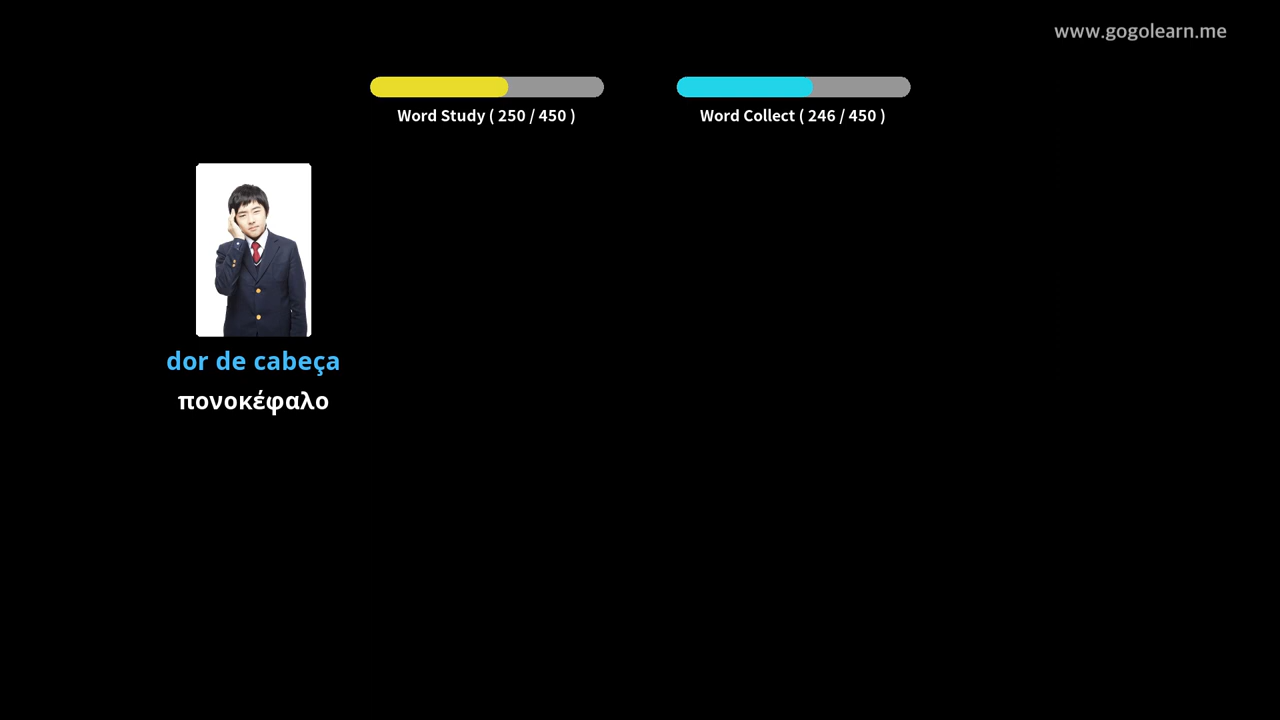 www.gogolearn.me
Word Study ( 250 / 450 )
Word Collect ( 246 / 450 )
dor de cabeça
πονοκέφαλο